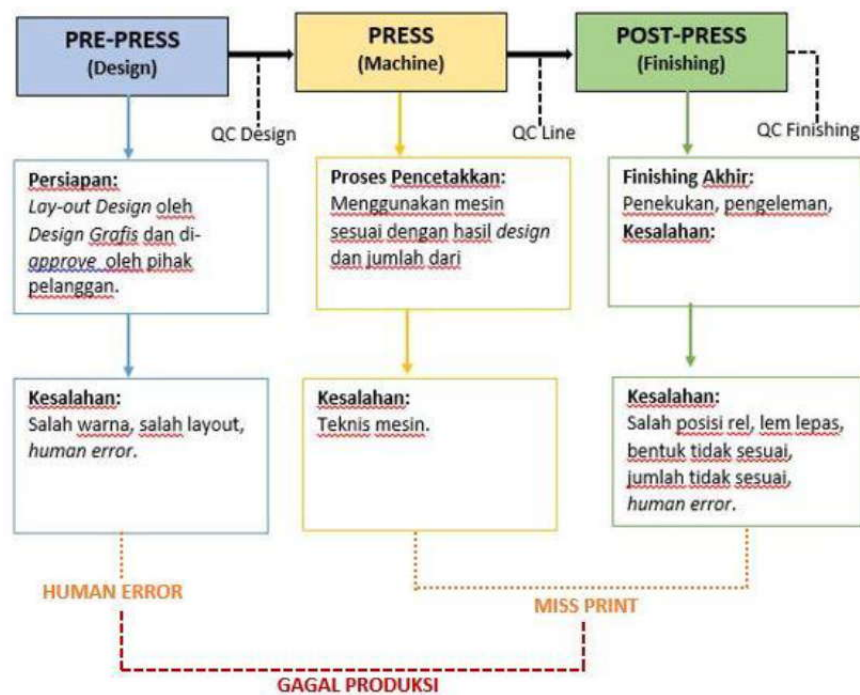 PRE-PRESS
(Design)
PRESS
(Machine)
POST-PRESS
(Finishing)
QC Design
QC Line
QC Finishing
Persiapan:
Lay-out Design oleh
Design Grafis dan di-
approve oleh pihak
pelanggan.
Proses Pencetakkan:
Menggunakan mesin
sesuai dengan hasil design
dan jumlah dari
Finishing Akhir:
Penekukan, pengeleman,
Kesalahan:
Kesalahan:
Salah warna, salah layout,
human error.
Kesalahan:
Teknis mesin.
Kesalahan:
Salah posisi rel, lem lepas,
bentuk tidak sesuai,
jumlah tidak sesuai,
human error.
HUMAN ERROR
MISS PRINT
GAGAL PRODUKSI